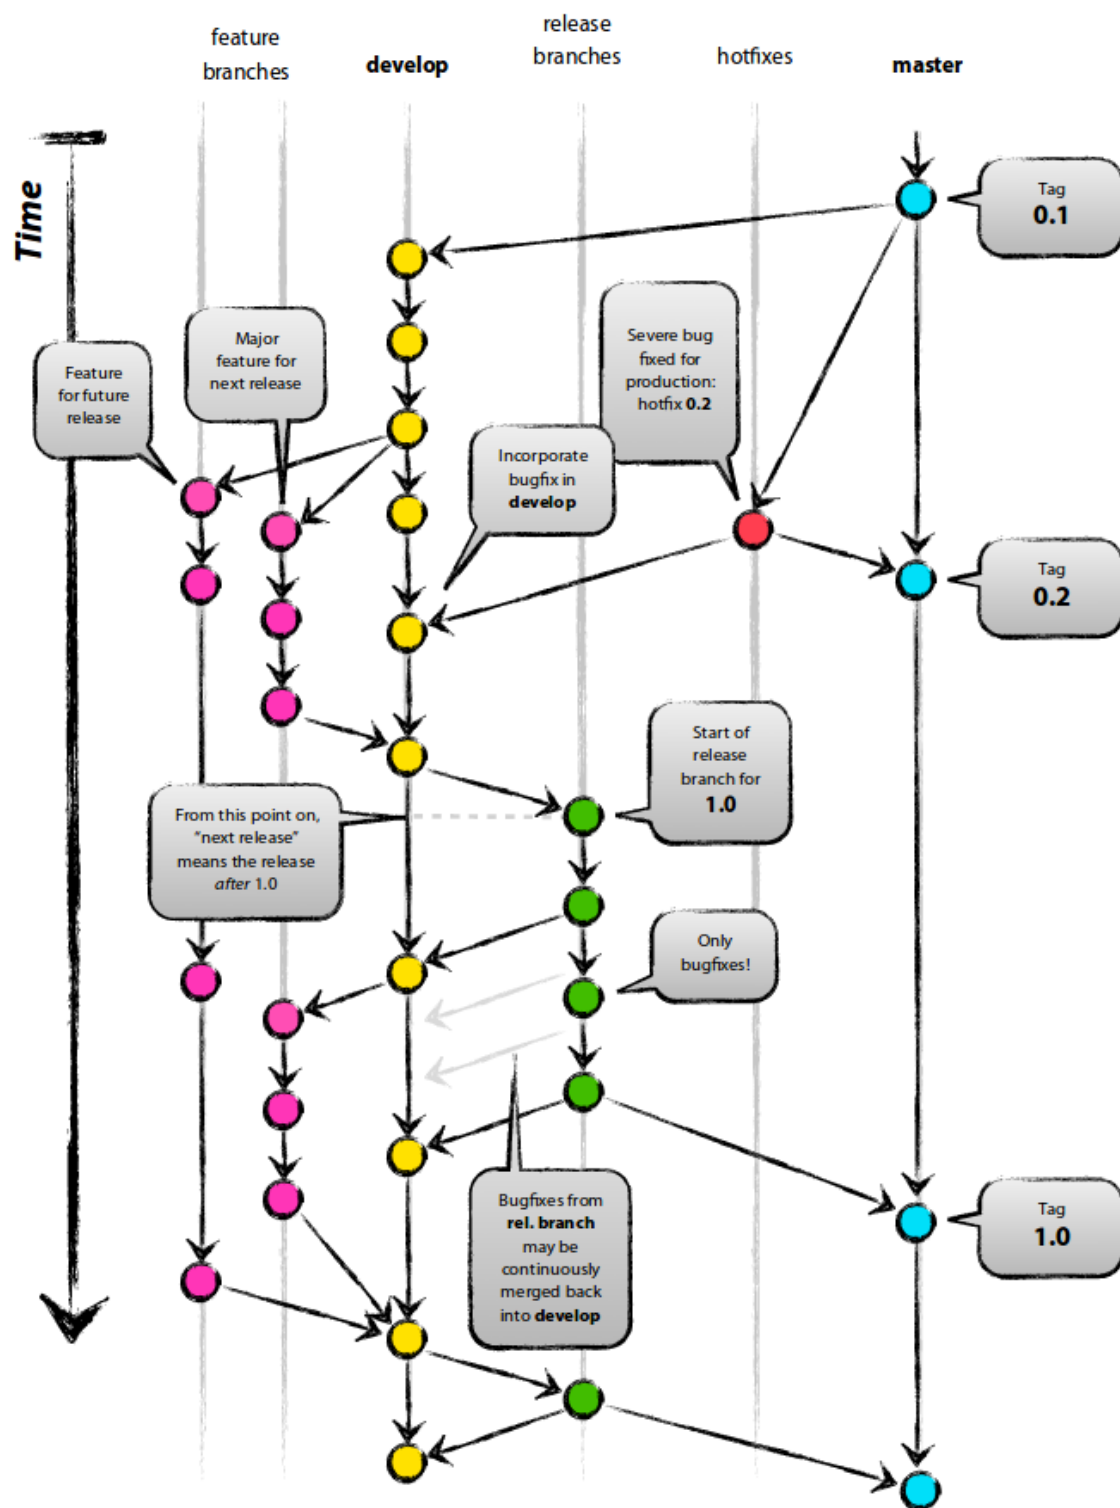 feature
branches
develop
release
branches
hotfixes
master
Time
Tag
0.1
Feature
for future
release
Major
feature for
next release
Severe bug
fixed for
production:
hotfix 0.2
Incorporate
bugfix in
develop
Tag
0.2
Start of
release
branch for
1.0
From this point on,
“next release”
means the release
after 1.0
Only
bugfixes!
Bugfixes from
rel. branch
may be
continuously
merged back
into develop
Tag
1.0